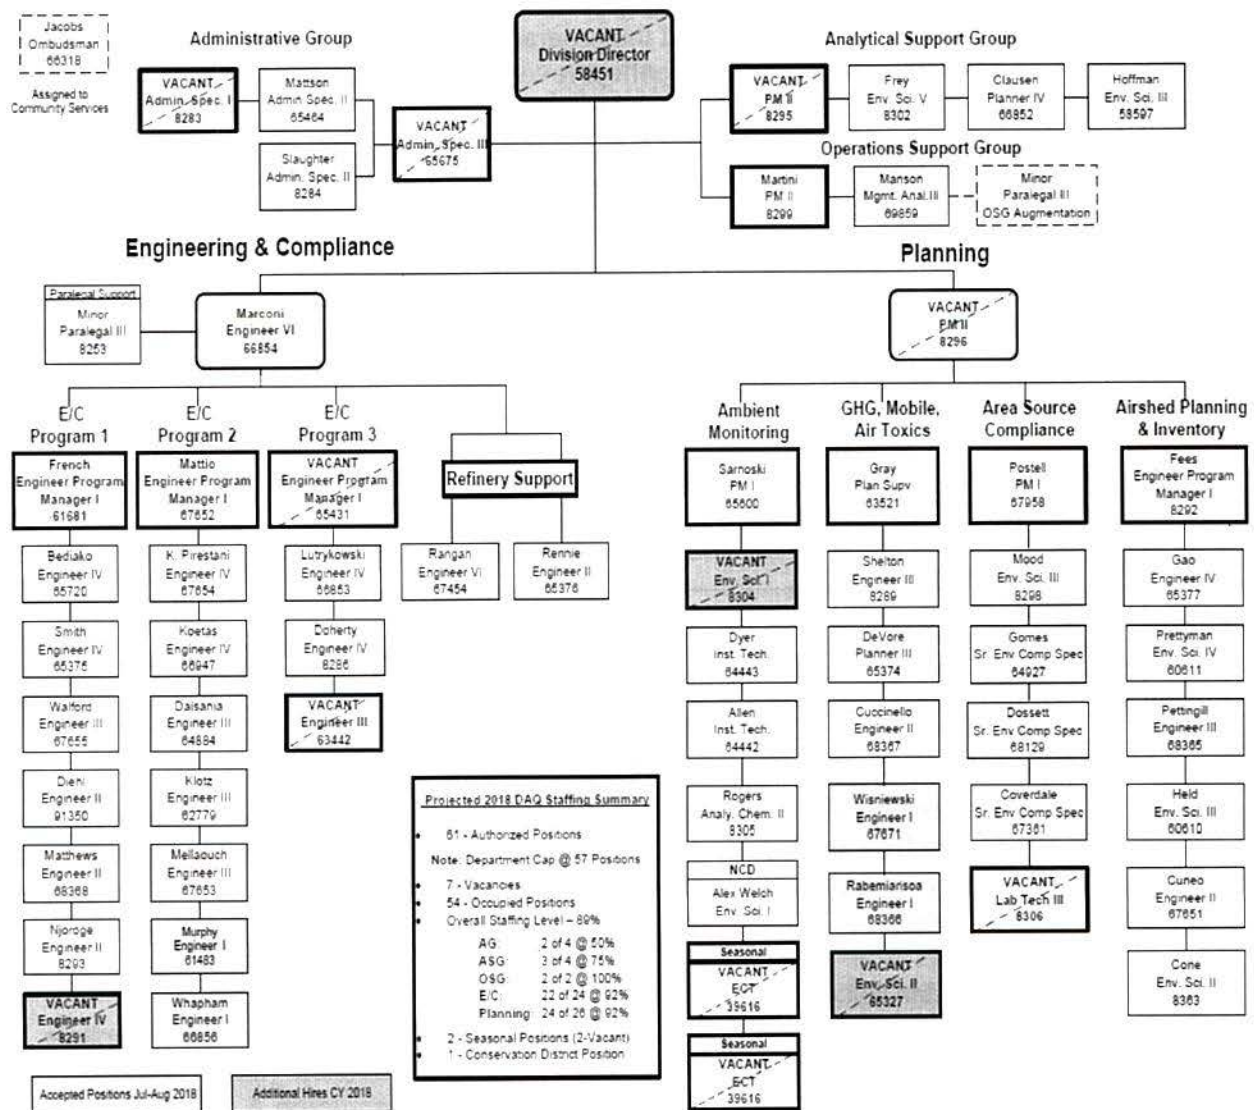 Jacobs
Ombudsman
66318
Assigned to
Community Services
Administrative Group
VACANT
Admin. Spec. I
8283
Mattson
Admin Spec. II
65464
Slaughter
Admin. Spec. II
8284
VACANT
Admin. Spec. III
65675
VACANT
Division Director
58451
Analytical Support Group
VACANT
PM II
8295
Frey
Env. Sci. V
8302
Clausen
Planner IV
66852
Hoffman
Env. Sci. III
58597
Operations Support Group
Martini
PM II
8299
Manson
Mgmt. Anal. III
69859
Minor
Paralegal III
OSG Augmentation
Engineering & Compliance
Paralegal Support
Minor
Paralegal III
8253
Marconi
Engineer VI
66854
Planning
VACANT
PM II
8296
E/C
Program 1
French
Engineer Program
Manager I
61681
Bediako
Engineer IV
65720
Smith
Engineer IV
65375
Walford
Engineer III
67655
Diehl
Engineer II
91350
Matthews
Engineer II
68368
Njoroge
Engineer II
8293
VACANT
Engineer IV
8291
E/C
Program 2
Mattio
Engineer Program
Manager I
67652
K. Pirestani
Engineer IV
67654
Koetas
Engineer IV
66947
Daisania
Engineer III
64884
Klotz
Engineer III
62779
Mellaouch
Engineer III
67653
Murphy
Engineer I
61483
Whapham
Engineer I
66856
E/C
Program 3
VACANT
Engineer Program
Manager I
65431
Lutrykowski
Engineer IV
66853
Doherty
Engineer IV
8286
VACANT
Engineer III
63442
Refinery Support
Rangan
Engineer VI
67454
Rennie
Engineer II
65376
Ambient
Monitoring
Sarnoski
PM I
65600
VACANT
Env. Sci. I
8304
Dyer
Inst. Tech.
64443
Allen
Inst. Tech.
64442
Rogers
Analy. Chem. II
8305
NCD
Alex Welch
Env. Sci. I
Seasonal
VACANT
ECT
39616
Seasonal
VACANT
ECT
39616
GHG, Mobile,
Air Toxics
Gray
Plan Supv
63521
Shelton
Engineer III
8289
DeVore
Planner III
65374
Cuccinello
Engineer II
68367
Wisniewski
Engineer I
67671
Rabemiarisoa
Engineer I
68366
VACANT
Env. Sci. II
65327
Area Source
Compliance
Postell
PM I
67958
Mood
Env. Sci. III
8298
Gomes
Sr. Env Comp Spec
64927
Dossett
Sr. Env Comp Spec
68129
Coverdale
Sr. Env Comp Spec
67361
VACANT
Lab Tech III
8306
Airshed Planning
& Inventory
Fees
Engineer Program
Manager I
8292
Gao
Engineer IV
65377
Prettyman
Env. Sci. IV
60611
Pettingill
Engineer III
68365
Held
Env. Sci. III
60610
Cuneo
Engineer II
67651
Cone
Env. Sci. II
8363
Projected 2018 DAQ Staffing Summary
• 61 - Authorized Positions
Note: Department Cap @ 57 Positions
• 7 - Vacancies
• 54 - Occupied Positions
• Overall Staffing Level – 89%
AG: 2 of 4 @ 50%
ASG: 3 of 4 @ 75%
OSG: 2 of 2 @ 100%
E/C: 22 of 24 @ 92%
Planning: 24 of 26 @ 92%
• 2 - Seasonal Positions (2-Vacant)
• 1 - Conservation District Position
Accepted Positions Jul-Aug 2018
Additional Hires CY 2018